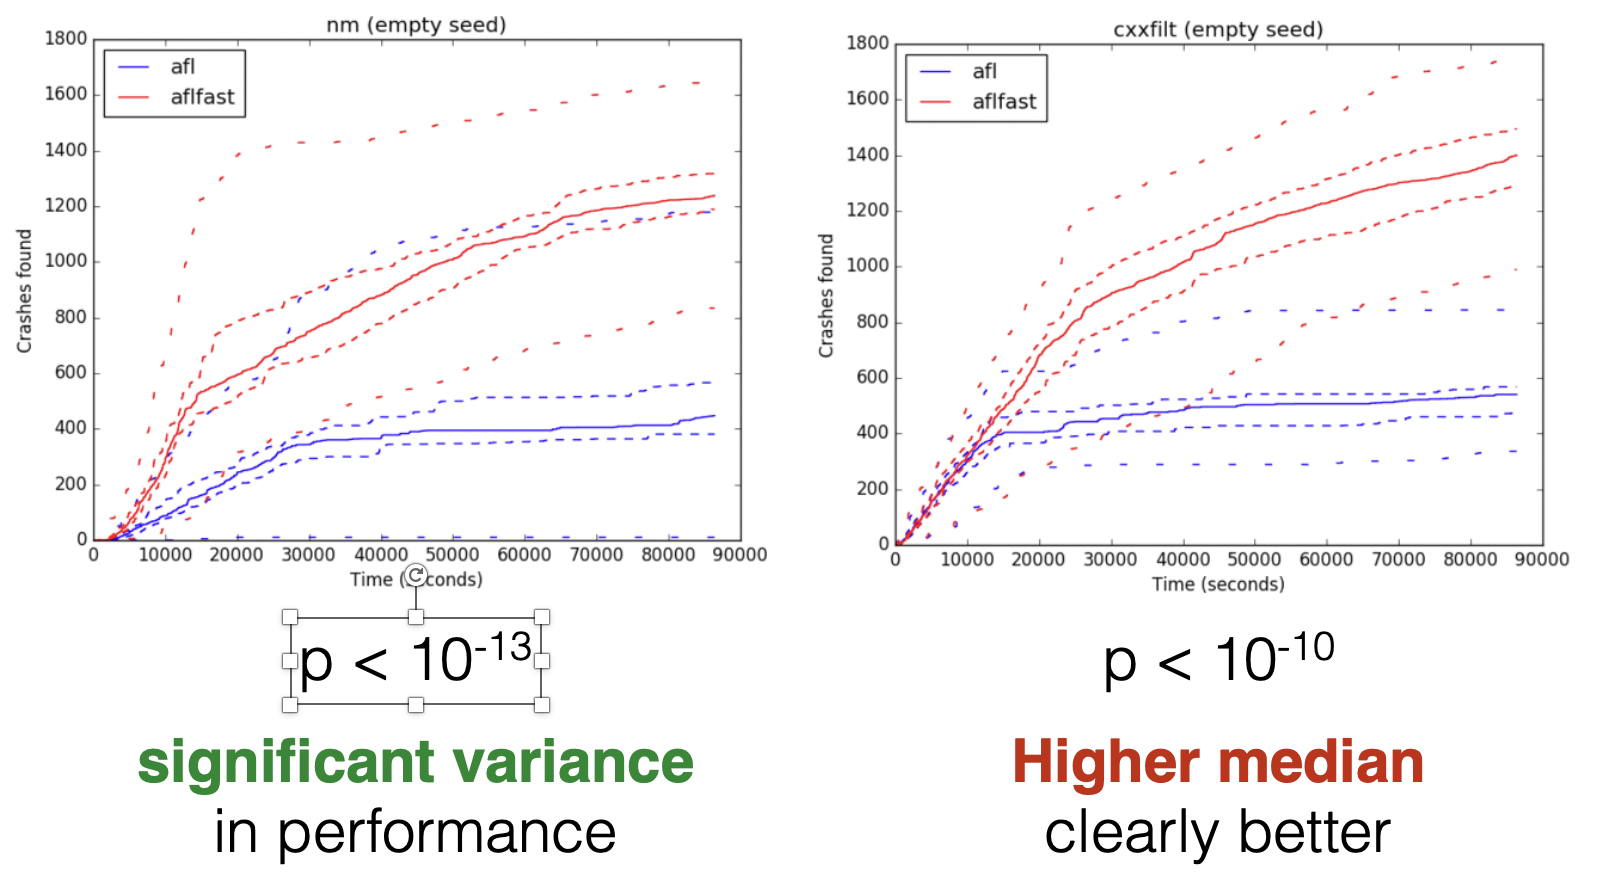 nm (empty seed)
1800
1600
1400
1200
1000
800
600
400
200
0
Crashes found
afl
aflfast
0 10000 20000 30000 40000 50000 60000 70000 80000 90000
Time (seconds)
p < 10-13
significant variance
in performance
cxxfilt (empty seed)
1800
1600
1400
1200
1000
800
600
400
200
0
Crashes found
afl
aflfast
0 10000 20000 30000 40000 50000 60000 70000 80000 90000
Time (seconds)
p < 10-10
Higher median
clearly better